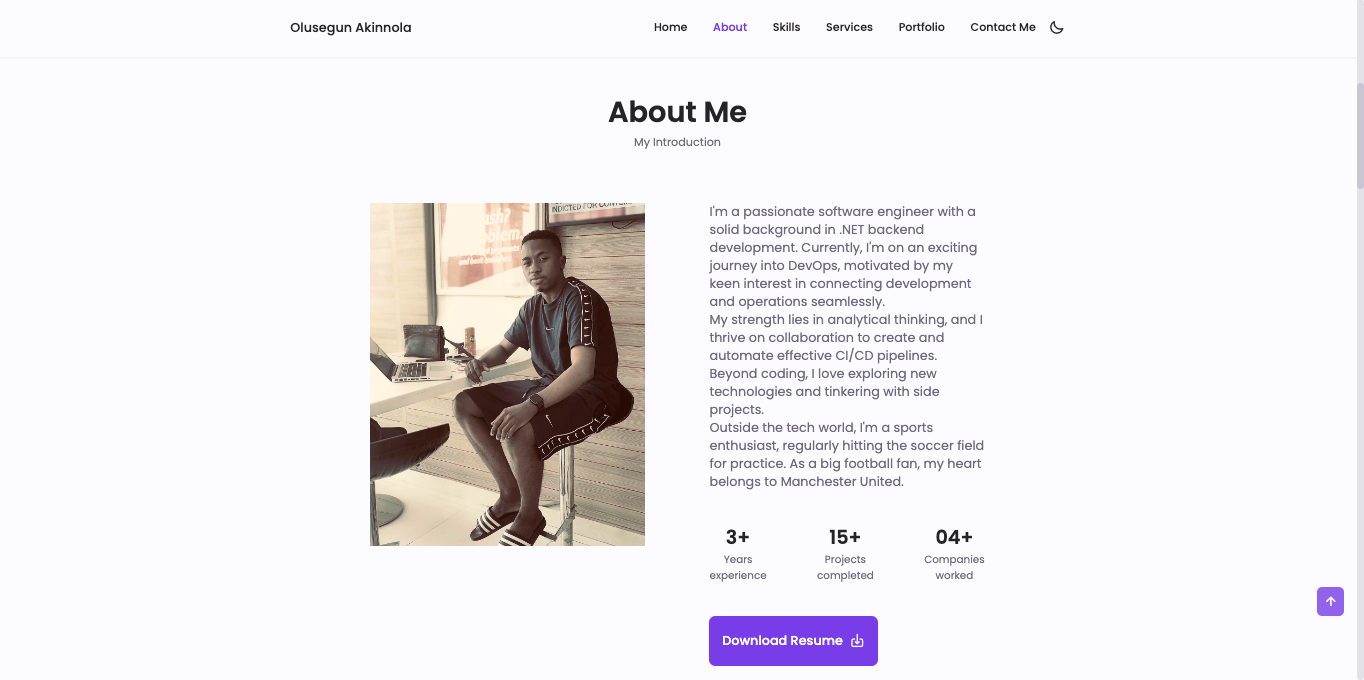 Olusegun Akinnola
Home About Skills Services Portfolio Contact Me
About Me
My Introduction
INDICTED FOR
I'm a passionate software engineer with a
solid background in .NET backend
development. Currently, I'm on an exciting
journey into DevOps, motivated by my
keen interest in connecting development
and operations seamlessly.
My strength lies in analytical thinking, and I
thrive on collaboration to create and
automate effective CI/CD pipelines.
Beyond coding, I love exploring new
technologies and tinkering with side
projects.
Outside the tech world, I'm a sports
enthusiast, regularly hitting the soccer field
for practice. As a big football fan, my heart
belongs to Manchester United.
3+ 15+ 04+
Years Projects Companies
experience completed worked
Download Resume